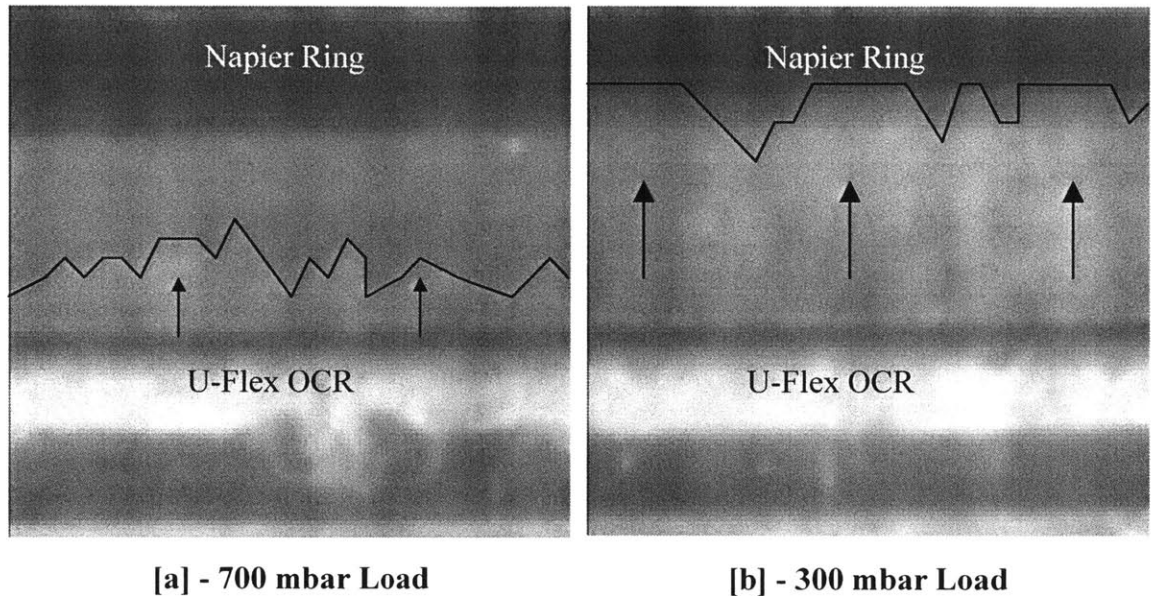 Napier Ring
U-Flex OCR
[a] - 700 mbar Load
Napier Ring
U-Flex OCR
[b] - 300 mbar Load